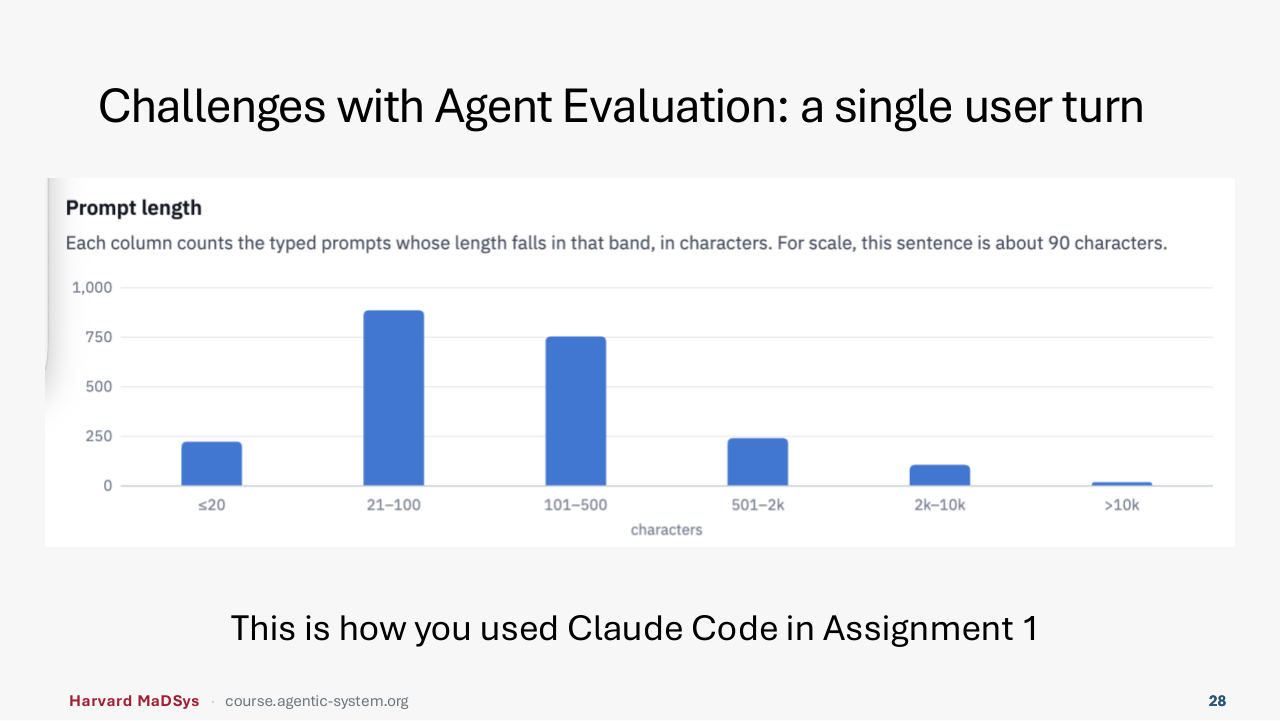 Challenges with Agent Evaluation: a single user turn
Prompt length
Each column counts the typed prompts whose length falls in that band, in characters. For scale, this sentence is about 90 characters.
1,000
750
500
250
0
≤20 21–100 101–500 501–2k 2k–10k >10k
characters
This is how you used Claude Code in Assignment 1
Harvard MaDSys · course.agentic-system.org 28